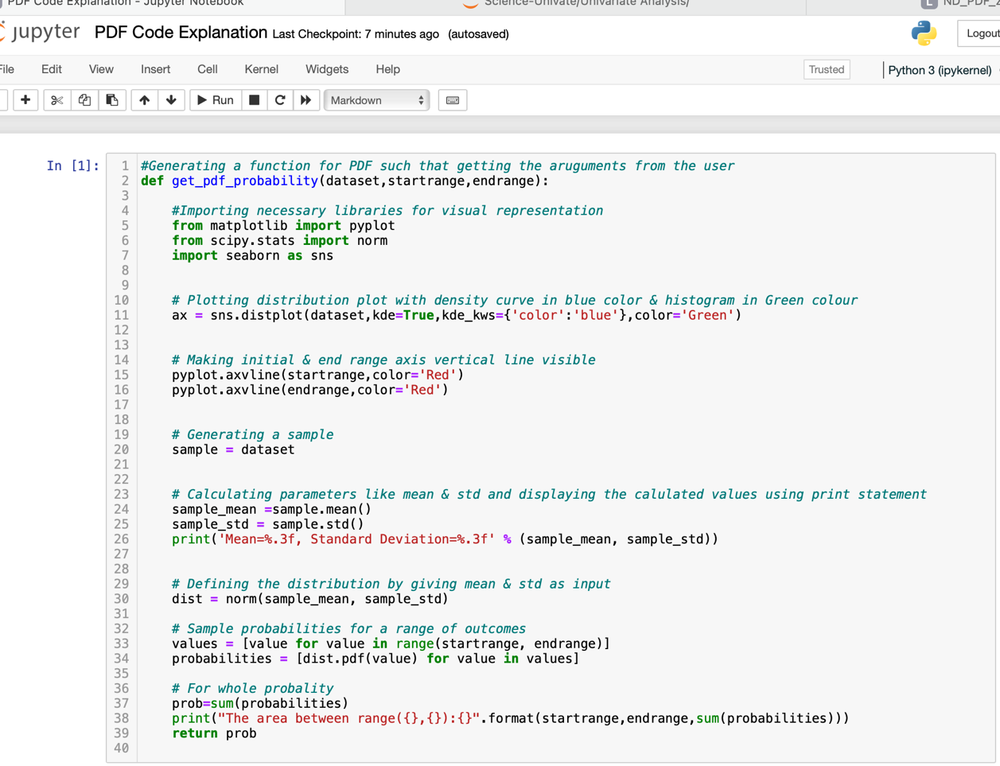 PDF Code Explanation - Jupyter Notebook
Science-Univate/Univariate Analysis/
L ND_PDF_
jupyter PDF Code Explanation Last Checkpoint: 7 minutes ago (autosaved)
Logout
File Edit View Insert Cell Kernel Widgets Help
Trusted
Python 3 (ipykernel)
Run
Markdown
In [1]:
1 #Generating a function for PDF such that getting the aruguments from the user
2 def get_pdf_probability(dataset,startrange,endrange):
3
4     #Importing necessary libraries for visual representation
5     from matplotlib import pyplot
6     from scipy.stats import norm
7     import seaborn as sns
8
9
10     # Plotting distribution plot with density curve in blue color & histogram in Green colour
11     ax = sns.distplot(dataset,kde=True,kde_kws={'color':'blue'},color='Green')
12
13
14     # Making initial & end range axis vertical line visible
15     pyplot.axvline(startrange,color='Red')
16     pyplot.axvline(endrange,color='Red')
17
18
19     # Generating a sample
20     sample = dataset
21
22
23     # Calculating parameters like mean & std and displaying the calulated values using print statement
24     sample_mean =sample.mean()
25     sample_std = sample.std()
26     print('Mean=%.3f, Standard Deviation=%.3f' % (sample_mean, sample_std))
27
28
29     # Defining the distribution by giving mean & std as input
30     dist = norm(sample_mean, sample_std)
31
32     # Sample probabilities for a range of outcomes
33     values = [value for value in range(startrange, endrange)]
34     probabilities = [dist.pdf(value) for value in values]
35
36     # For whole probality
37     prob=sum(probabilities)
38     print("The area between range({},{}):{}".format(startrange,endrange,sum(probabilities)))
39     return prob
40